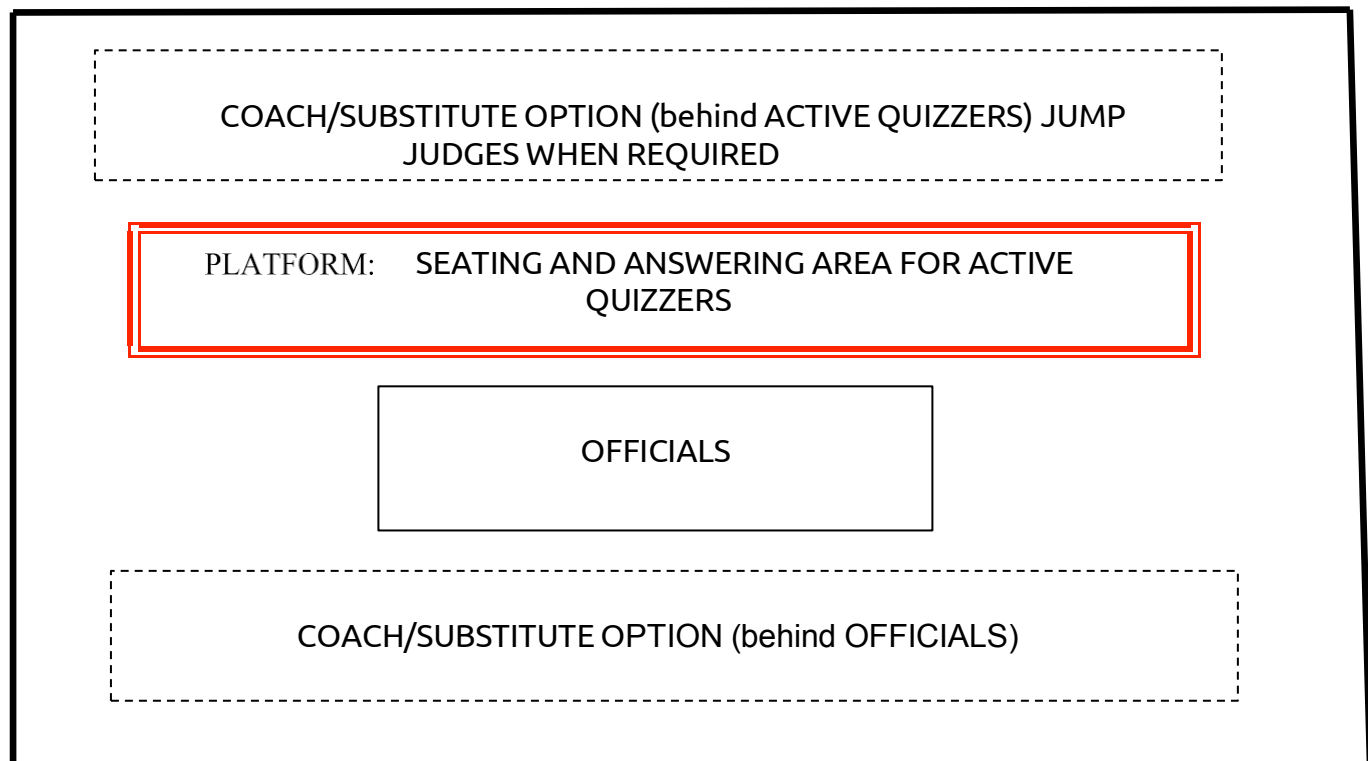 COACH/SUBSTITUTE OPTION (behind ACTIVE QUIZZERS) JUMP
JUDGES WHEN REQUIRED
PLATFORM: SEATING AND ANSWERING AREA FOR ACTIVE
QUIZZERS
OFFICIALS
COACH/SUBSTITUTE OPTION (behind OFFICIALS)